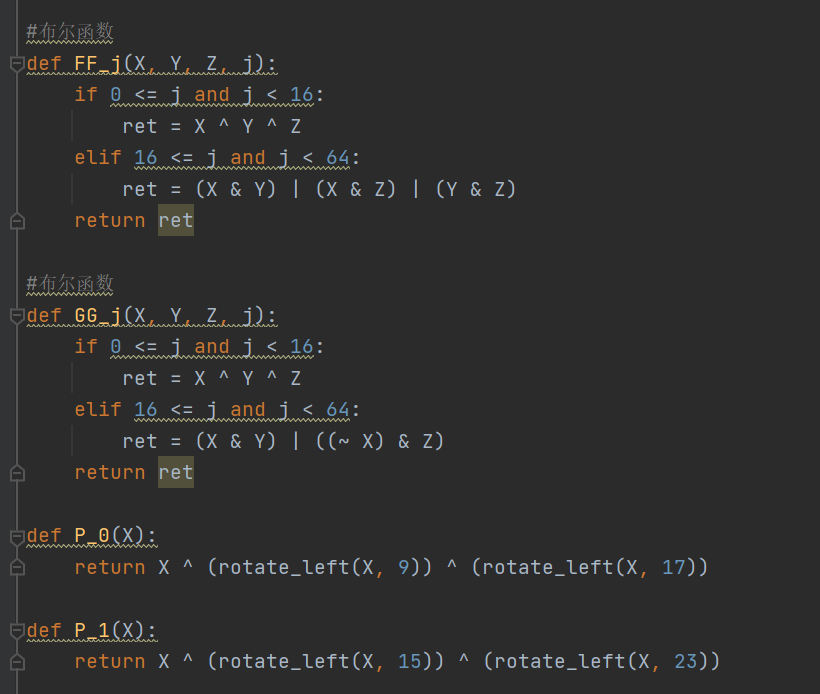 #布尔函数
def FF_j(X, Y, Z, j):
    if 0 <= j and j < 16:
        ret = X ^ Y ^ Z
    elif 16 <= j and j < 64:
        ret = (X & Y) | (X & Z) | (Y & Z)
    return ret

#布尔函数
def GG_j(X, Y, Z, j):
    if 0 <= j and j < 16:
        ret = X ^ Y ^ Z
    elif 16 <= j and j < 64:
        ret = (X & Y) | ((~ X) & Z)
    return ret

def P_0(X):
    return X ^ (rotate_left(X, 9)) ^ (rotate_left(X, 17))

def P_1(X):
    return X ^ (rotate_left(X, 15)) ^ (rotate_left(X, 23))